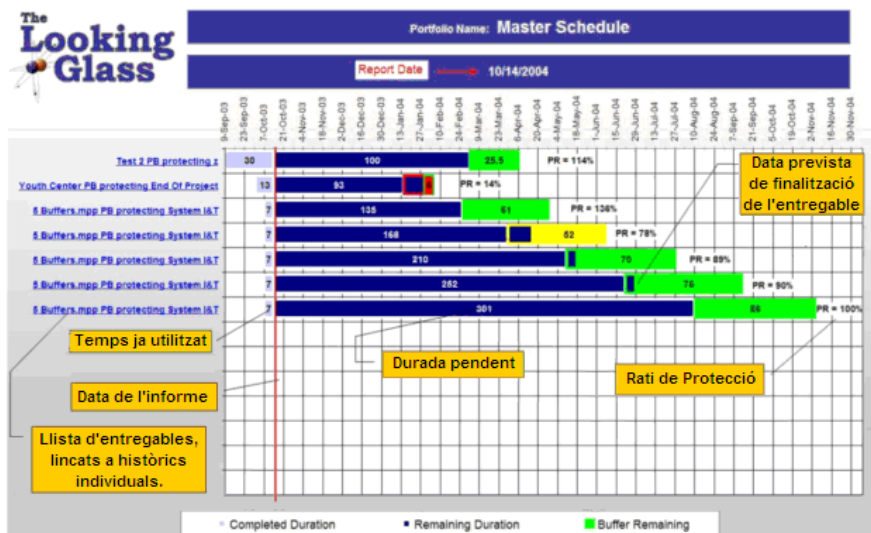 The
Looking
Glass
Portfolio Name: Master Schedule
Report Date 10/14/2004
9-Sep-03
23-Sep-03
7-Oct-03
21-Oct-03
4-Nov-03
18-Nov-03
2-Dec-03
16-Dec-03
30-Dec-03
13-Jan-04
27-Jan-04
10-Feb-04
24-Feb-04
9-Mar-04
23-Mar-04
6-Apr-04
20-Apr-04
4-May-04
18-May-04
1-Jun-04
15-Jun-04
29-Jun-04
13-Jul-04
27-Jul-04
10-Aug-04
24-Aug-04
7-Sep-04
21-Sep-04
5-Oct-04
19-Oct-04
2-Nov-04
16-Nov-04
30-Nov-04
Test 2 PB protecting z 30 100 25.5 PR = 114%
Youth Center PB protecting End Of Project 13 93 PR = 14%
5 Buffers.mpp PB protecting System I&T 7 135 61 PR = 136%
5 Buffers.mpp PB protecting System I&T 7 168 52 PR = 78%
5 Buffers.mpp PB protecting System I&T 7 210 70 PR = 89%
5 Buffers.mpp PB protecting System I&T 7 252 76 PR = 90%
5 Buffers.mpp PB protecting System I&T 7 301 86 PR = 100%
Data prevista
de finalització
de l'entregable
Temps ja utilitzat
Durada pendent
Rati de Protecció
Data de l'informe
Llista d'entregables,
lincats a històrics
individuals.
Completed Duration Remaining Duration Buffer Remaining